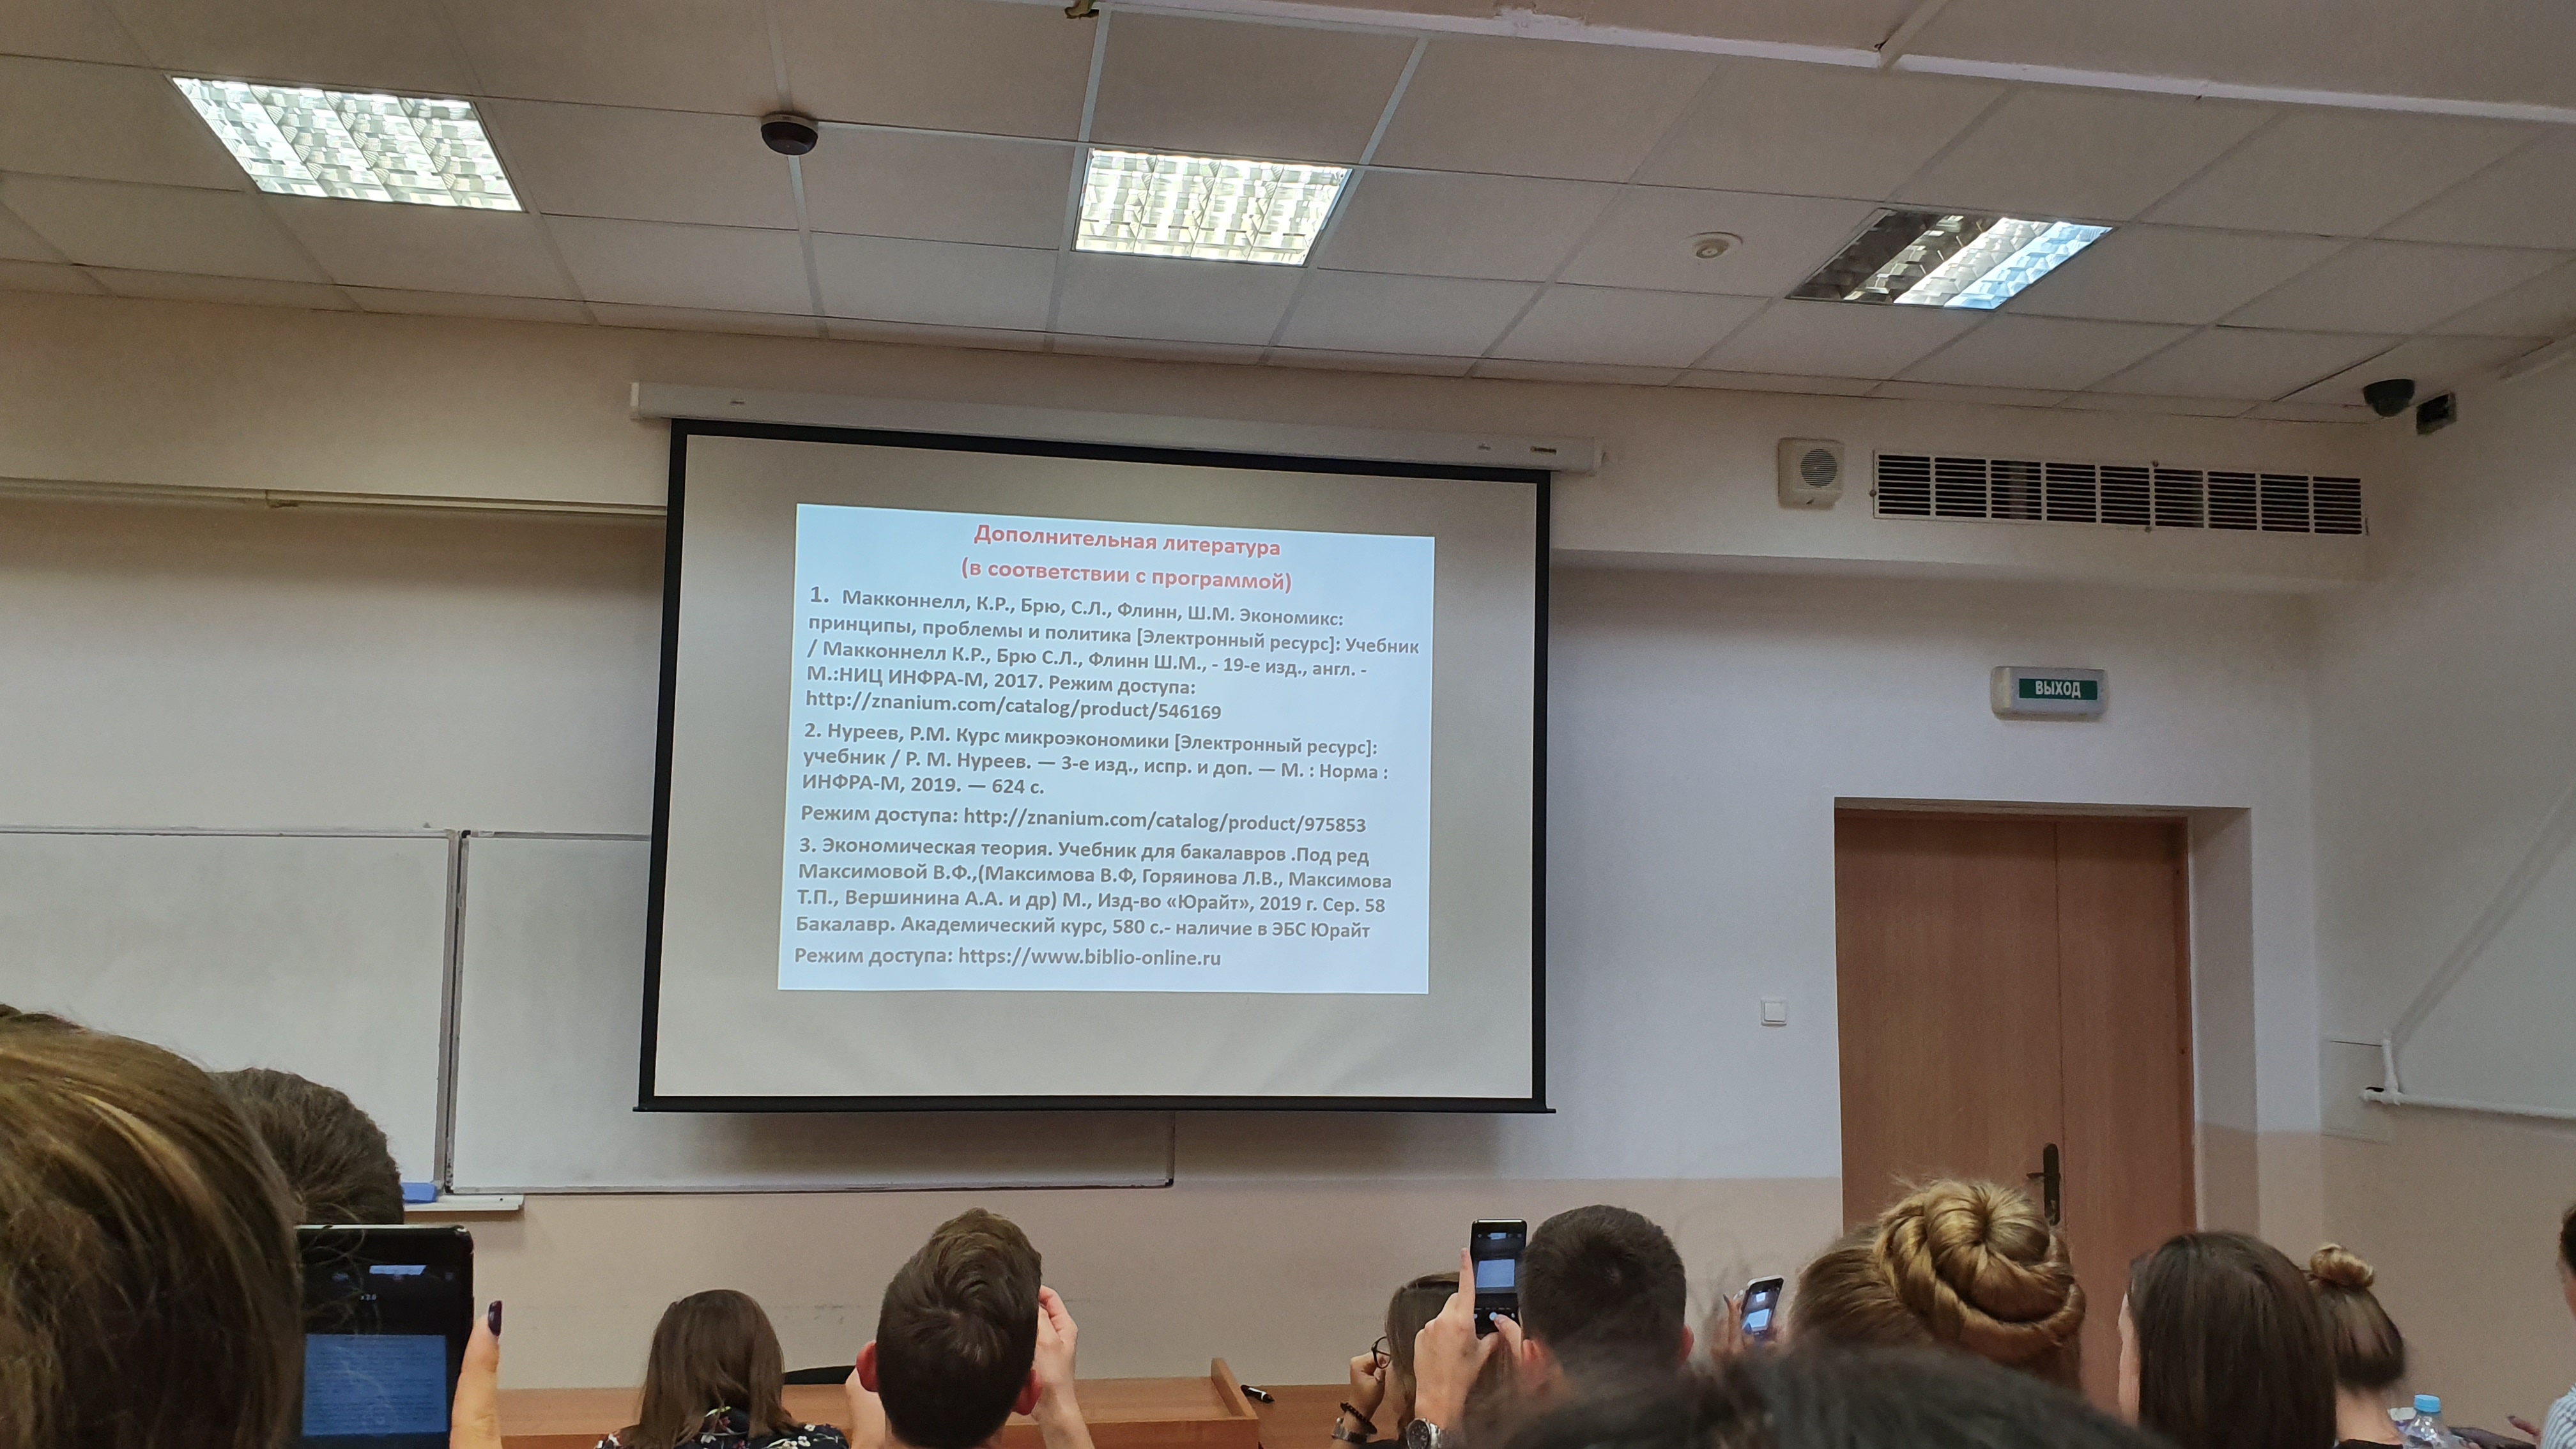 Дополнительная литература
(в соответствии с программой)
1. Макконнелл, К.Р., Брю, С.Л., Флинн, Ш.М. Экономикс:
принципы, проблемы и политика [Электронный ресурс]: Учебник
/ Макконнелл К.Р., Брю С.Л., Флинн Ш.М., - 19-е изд., англ. -
М.:НИЦ ИНФРА-М, 2017. Режим доступа:
http://znanium.com/catalog/product/546169
2. Нуреев, Р.М. Курс микроэкономики [Электронный ресурс]:
учебник / Р. М. Нуреев. — 3-е изд., испр. и доп. — М. : Норма :
ИНФРА-М, 2019. — 624 с.
Режим доступа: http://znanium.com/catalog/product/975853
3. Экономическая теория. Учебник для бакалавров .Под ред
Максимовой В.Ф.,(Максимова В.Ф, Горяинова Л.В., Максимова
Т.П., Вершинина А.А. и др) М., Изд-во «Юрайт», 2019 г. Сер. 58
Бакалавр. Академический курс, 580 с.- наличие в ЭБС Юрайт
Режим доступа: https://www.biblio-online.ru
ВЫХОД